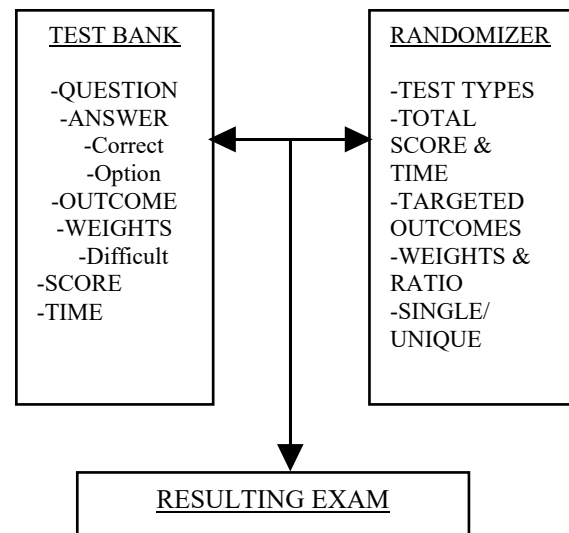 TEST BANK
-QUESTION
-ANSWER
-Correct
-Option
-OUTCOME
-WEIGHTS
-Difficult
-SCORE
-TIME
RANDOMIZER
-TEST TYPES
-TOTAL
SCORE &
TIME
-TARGETED
OUTCOMES
-WEIGHTS &
RATIO
-SINGLE/
UNIQUE
RESULTING EXAM